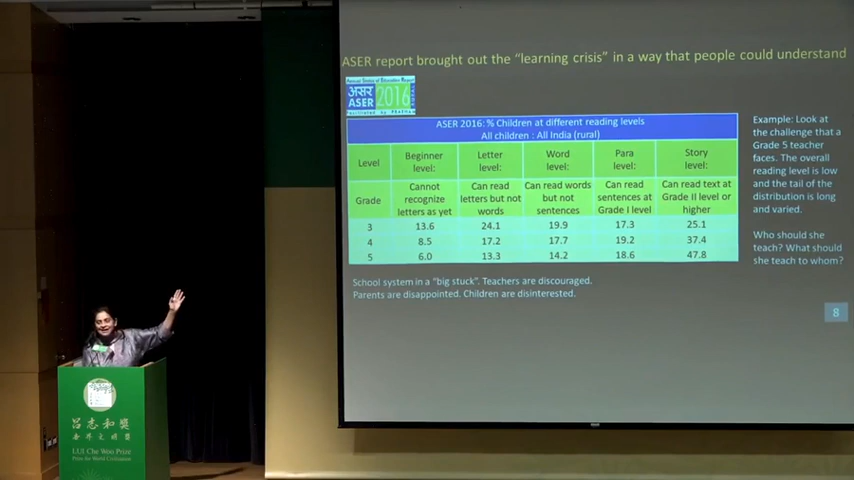 ASER report brought out the "learning crisis" in a way that people could understand
Annual Status of Education Report
असर
ASER 2016
Facilitated by PRATHAM
ASER 2016: % Children at different reading levels
All children : All India (rural)
Level Beginner level: Letter level: Word level: Para level: Story level:
Grade Cannot recognize letters as yet Can read letters but not words Can read words but not sentences Can read sentences at Grade I level Can read text at Grade II level or higher
3 13.6 24.1 19.9 17.3 25.1
4 8.5 17.2 17.7 19.2 37.4
5 6.0 13.3 14.2 18.6 47.8
Example: Look at
the challenge that a
Grade 5 teacher
faces. The overall
reading level is low
and the tail of the
distribution is long
and varied.
Who should she
teach? What should
she teach to whom?
School system in a "big stuck". Teachers are discouraged.
Parents are disappointed. Children are disinterested.
8
呂志和獎
世界文明獎
LUI Che Woo Prize
Prize for World Civilisation